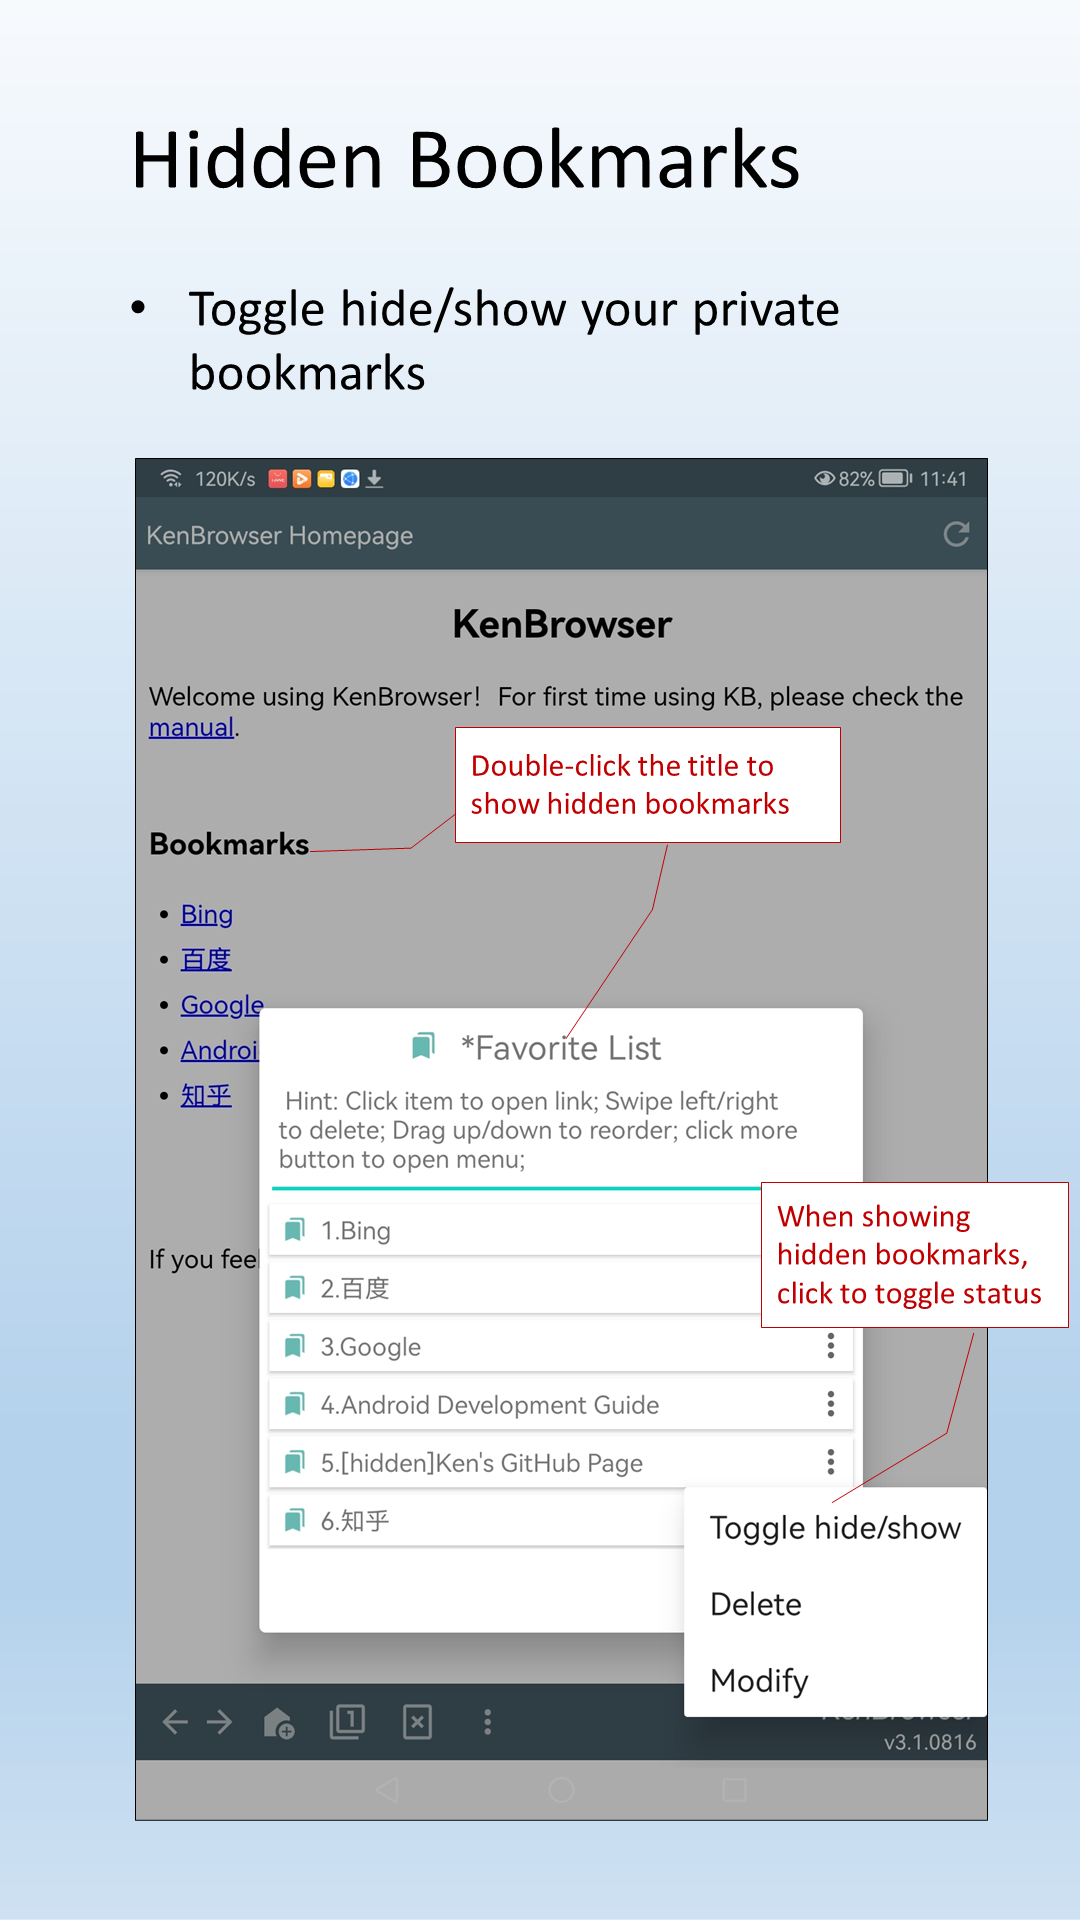 Hidden Bookmarks
• Toggle hide/show your private
bookmarks
120K/s
82%
11:41
KenBrowser Homepage
KenBrowser
Welcome using KenBrowser! For first time using KB, please check the
manual.
Double-click the title to
show hidden bookmarks
Bookmarks
• Bing
• 百度
• Google
• Androi
• 知乎
*Favorite List
Hint: Click item to open link; Swipe left/right
to delete; Drag up/down to reorder; click more
button to open menu;
When showing
hidden bookmarks,
click to toggle status
If you fee
1.Bing
2.百度
3.Google
4.Android Development Guide
5.[hidden]Ken's GitHub Page
6.知乎
Toggle hide/show
Delete
Modify
1
KenBrowser
v3.1.0816